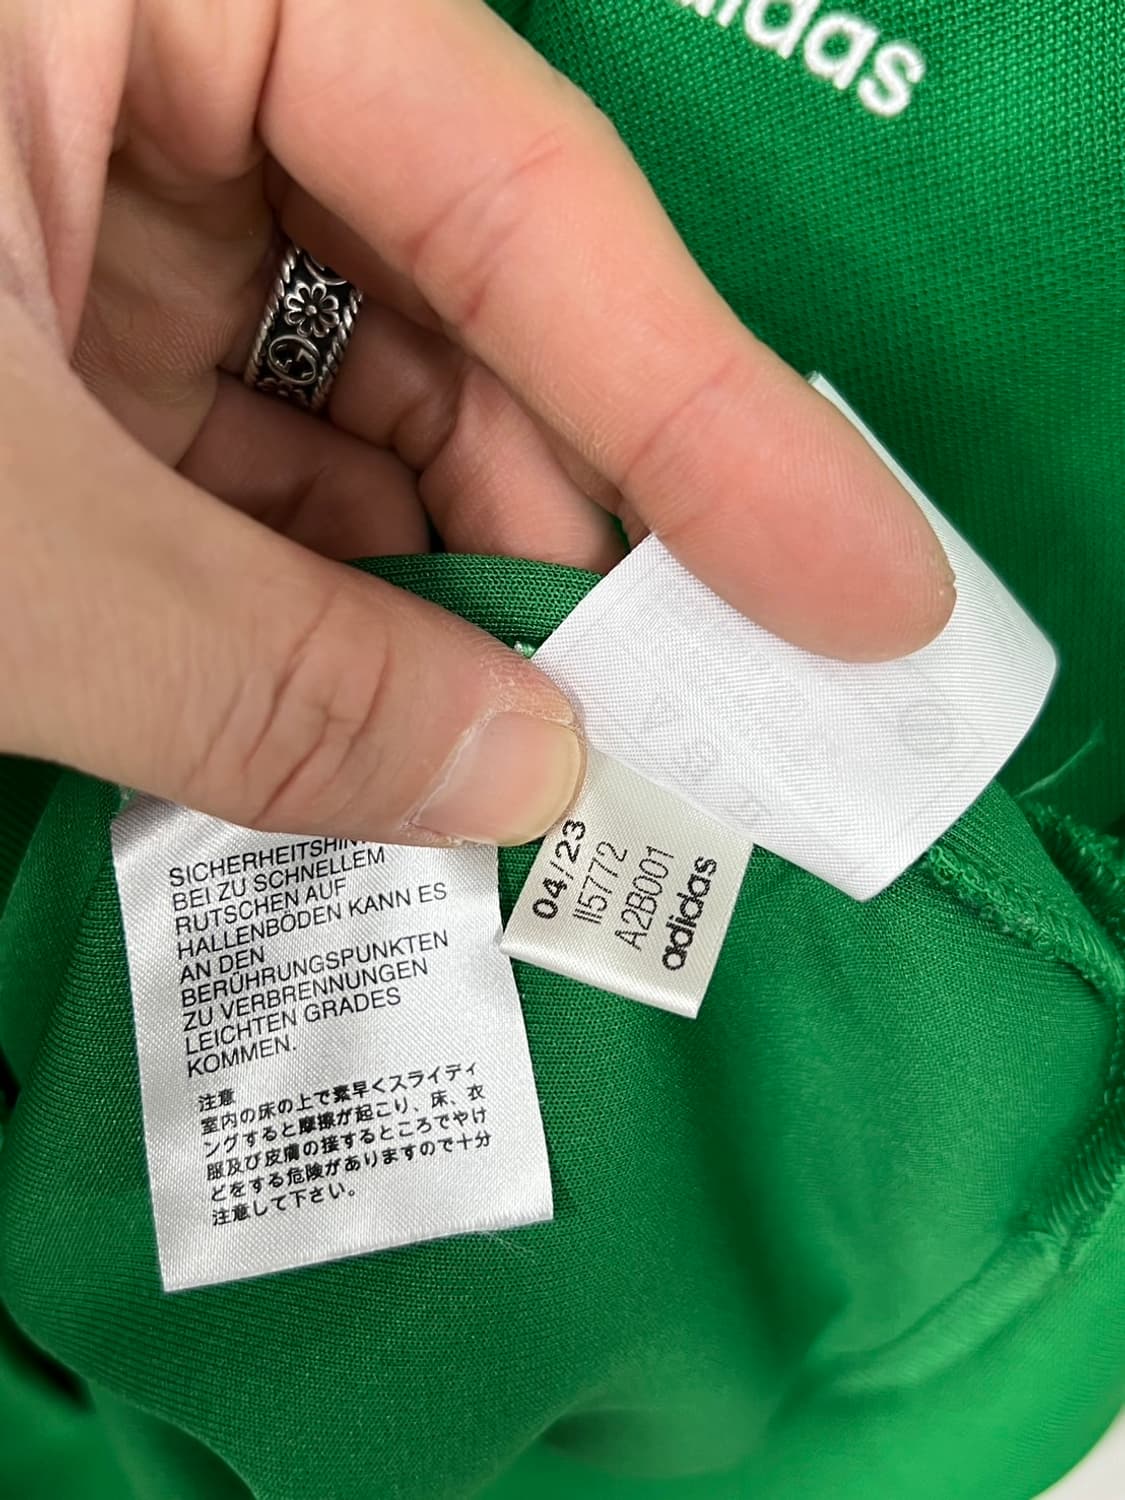 adidas
SICHERHEITSHIN
BEI ZU SCHNELLEM
RUTSCHEN AUF
HALLENBÖDEN KANN ES
AN DEN
BERÜHRUNGSPUNKTEN
ZU VERBRENNUNGEN
LEICHTEN GRADES
KOMMEN.
注意
室内の床の上で素早くスライディ
ングすると摩擦が起こり、床、衣
服及び皮膚の接するところでやけ
どをする危険がありますので十分
注意して下さい。
04/23
II5772
A2B001
adidas